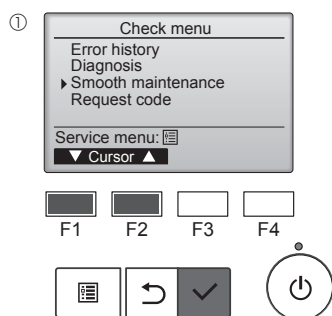 ①
Check menu
Error history
Diagnosis
Smooth maintenance
Request code
Service menu:
▼ Cursor ▲
F1 F2 F3 F4